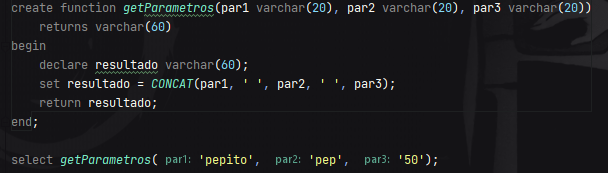 create function getParametros(par1 varchar(20), par2 varchar(20), par3 varchar(20))
returns varchar(60)
begin
declare resultado varchar(60);
set resultado = CONCAT(par1, ' ', par2, ' ', par3);
return resultado;
end;
select getParametros( par1: 'pepito', par2: 'pep', par3: '50');